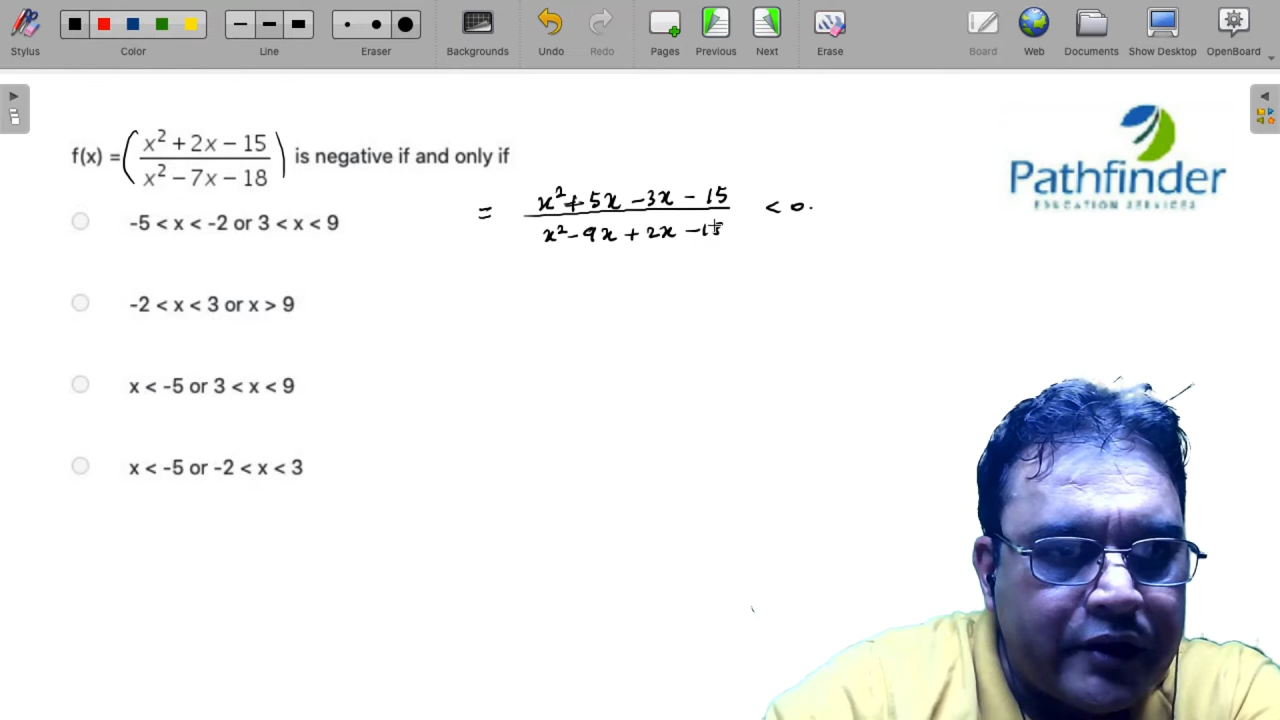 Stylus
Color
Line
Eraser
Backgrounds
Undo
Redo
Pages
Previous
Next
Erase
Board
Web
Documents
Show Desktop
OpenBoard
f(x) = ( x² + 2x − 15 / x² − 7x − 18 ) is negative if and only if
= x² + 5x − 3x − 15 / x² − 9x + 2x − 18 < 0.
-5 < x < -2 or 3 < x < 9
-2 < x < 3 or x > 9
x < -5 or 3 < x < 9
x < -5 or -2 < x < 3
Pathfinder
EDUCATION SERVICES